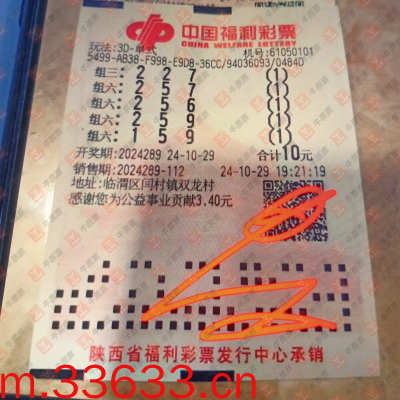 中国福利彩票
CHINA WELFARE LOTTERY
玩法:3D-单式 机号:61050101
5499-AB38-F998-E9D8-36CC/94036093/0484D
组三: 2 2 7 (1)
组六: 2 5 7 (1)
组六: 2 5 6 (1)
组六: 2 5 9 (1)
组六: 1 5 9 (1)
开奖期:2024289 24-10-29 合计10元
销售期:2024289-112 24-10-29 19:21:19
地址:临渭区闫村镇双龙村
感谢您为公益事业贡献3.40元
陕西省福利彩票发行中心承销
m.33633.cn